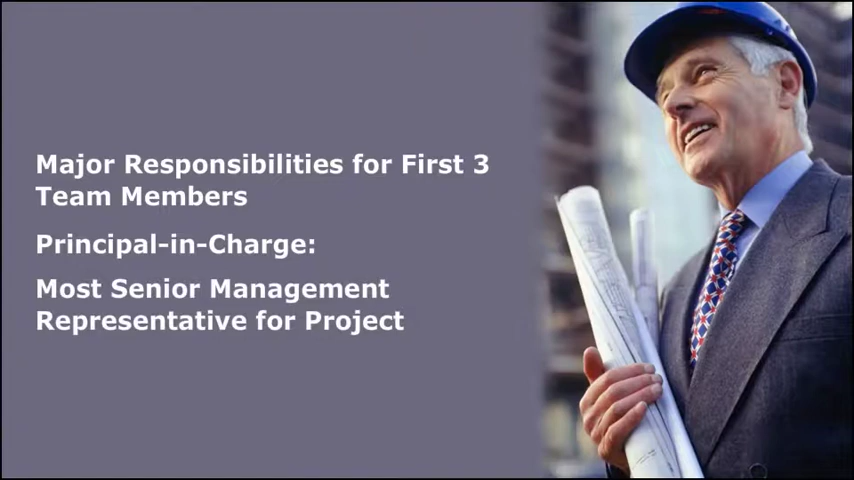 Major Responsibilities for First 3
Team Members
Principal-in-Charge:
Most Senior Management
Representative for Project